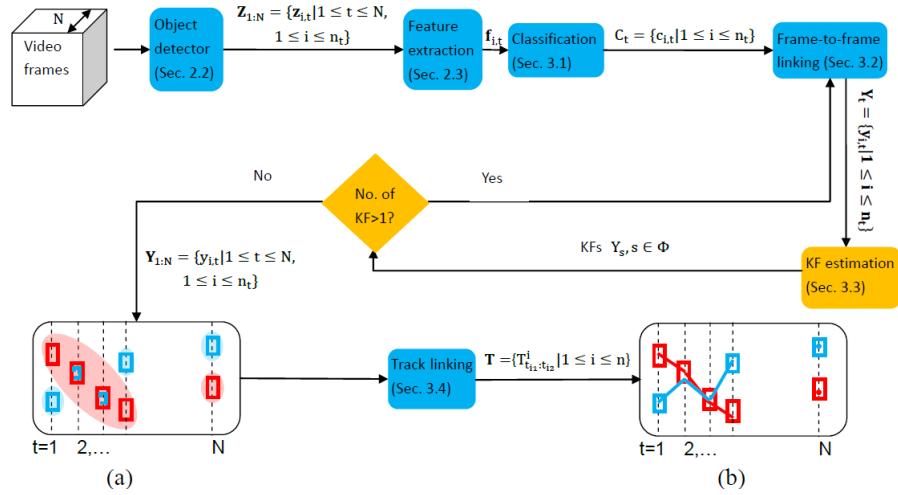 N
Video
frames
Object
detector
(Sec. 2.2)
𝐙₁:N = {𝐳i,t|1 ≤ t ≤ N,
1 ≤ i ≤ nt}
Feature
extraction
(Sec. 2.3)
𝐟i,t
Classification
(Sec. 3.1)
Ct = {ci,t|1 ≤ i ≤ nt}
Frame-to-frame
linking (Sec. 3.2)
Yt = {yi,t|1 ≤ i ≤ nt}
No
No. of
KF>1?
Yes
KFs Ys, s ∈ Φ
KF estimation
(Sec. 3.3)
𝐘₁:N = {yi,t|1 ≤ t ≤ N,
1 ≤ i ≤ nt}
Track linking
(Sec. 3.4)
𝐓 ={Tⁱti1:ti2|1 ≤ i ≤ n}
t=1 2,... N
t=1 2,... N
(a)
(b)